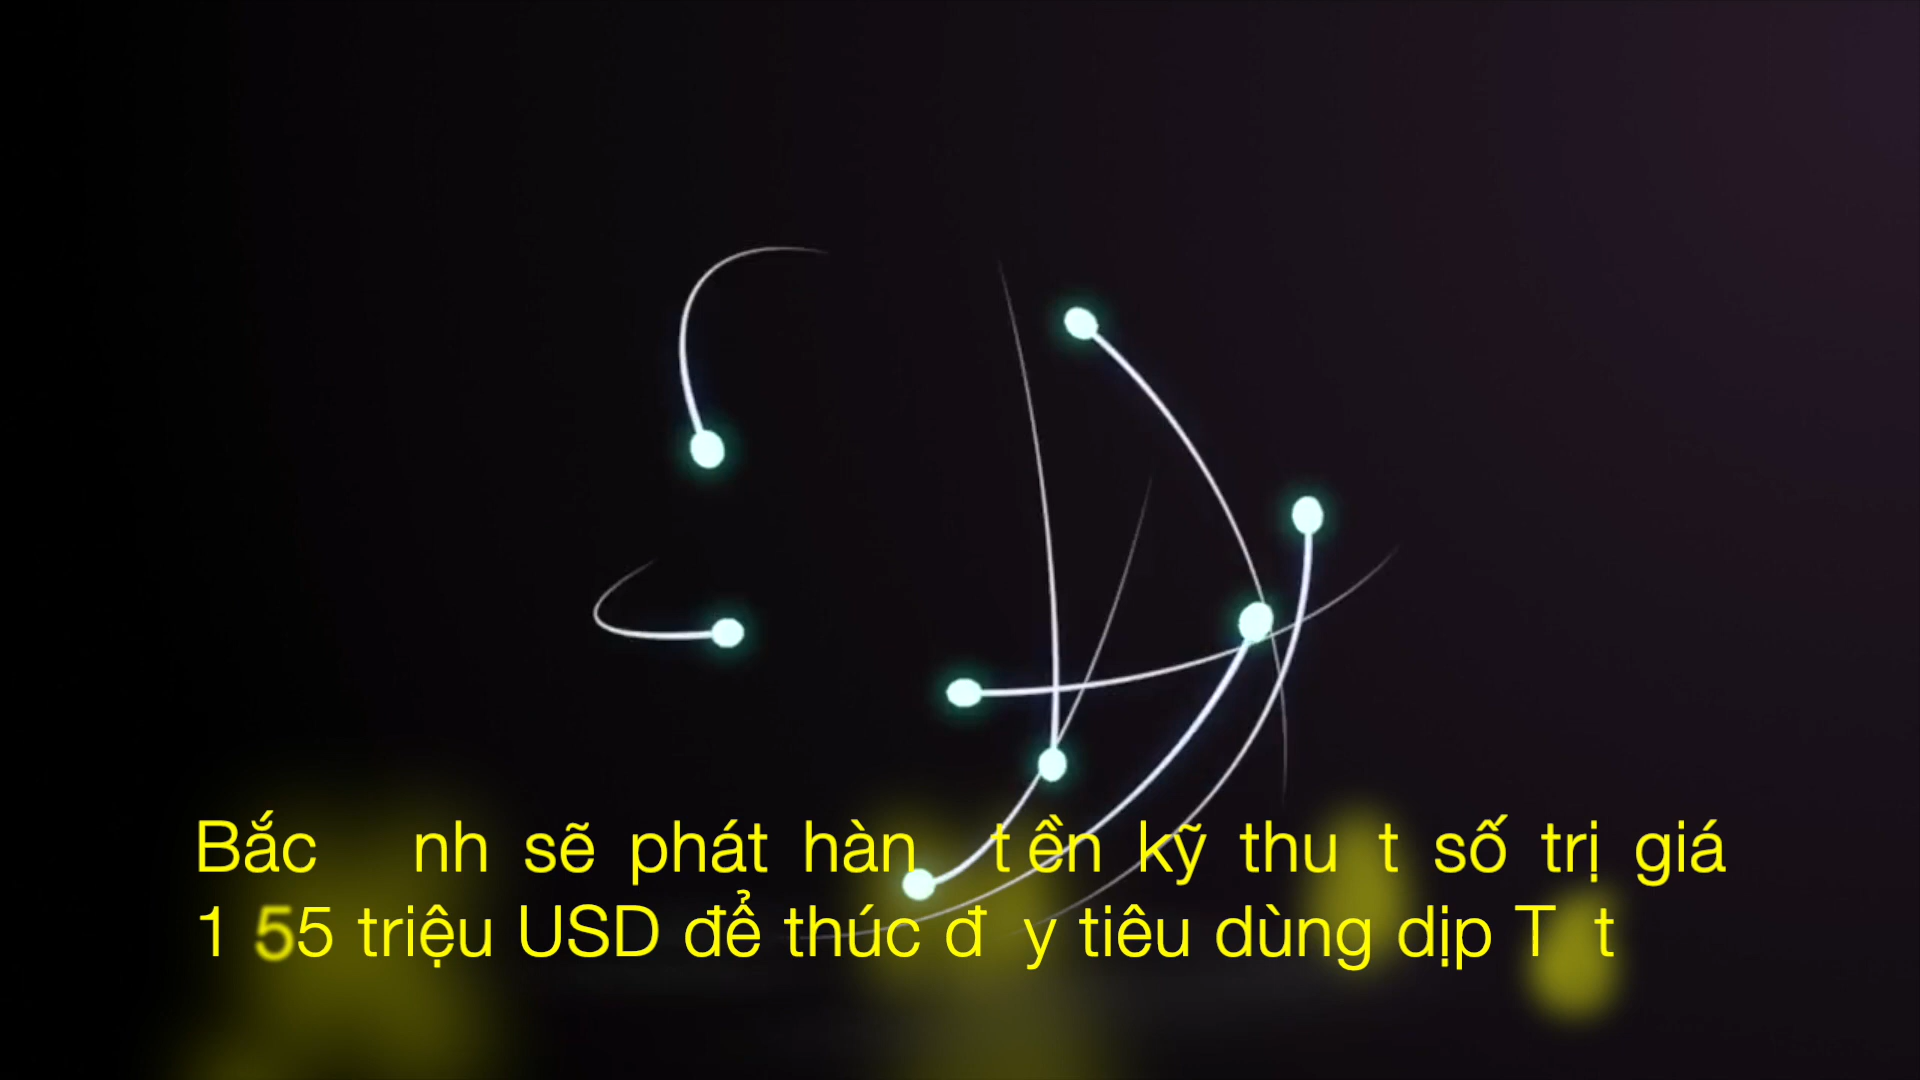 Bắc nh sẽ phát hàn t ền kỹ thu t số trị giá
1 55 triệu USD để thúc đ y tiêu dùng dịp T t